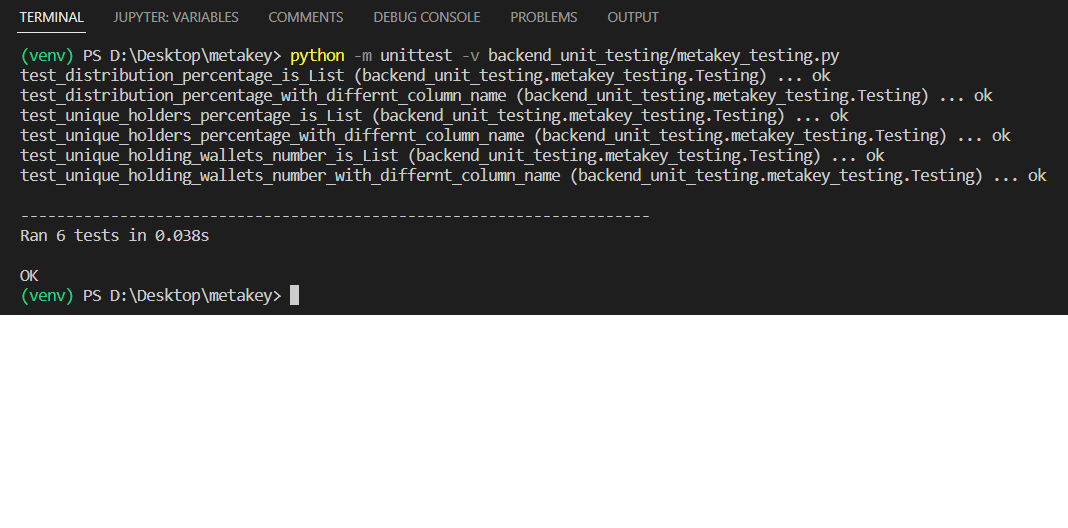 TERMINAL JUPYTER: VARIABLES COMMENTS DEBUG CONSOLE PROBLEMS OUTPUT
(venv) PS D:\Desktop\metakey> python -m unittest -v backend_unit_testing/metakey_testing.py
test_distribution_percentage_is_List (backend_unit_testing.metakey_testing.Testing) ... ok
test_distribution_percentage_with_differnt_column_name (backend_unit_testing.metakey_testing.Testing) ... ok
test_unique_holders_percentage_is_List (backend_unit_testing.metakey_testing.Testing) ... ok
test_unique_holders_percentage_with_differnt_column_name (backend_unit_testing.metakey_testing.Testing) ... ok
test_unique_holding_wallets_number_is_List (backend_unit_testing.metakey_testing.Testing) ... ok
test_unique_holding_wallets_number_with_differnt_column_name (backend_unit_testing.metakey_testing.Testing) ... ok
----------------------------------------------------------------------
Ran 6 tests in 0.038s
OK
(venv) PS D:\Desktop\metakey>